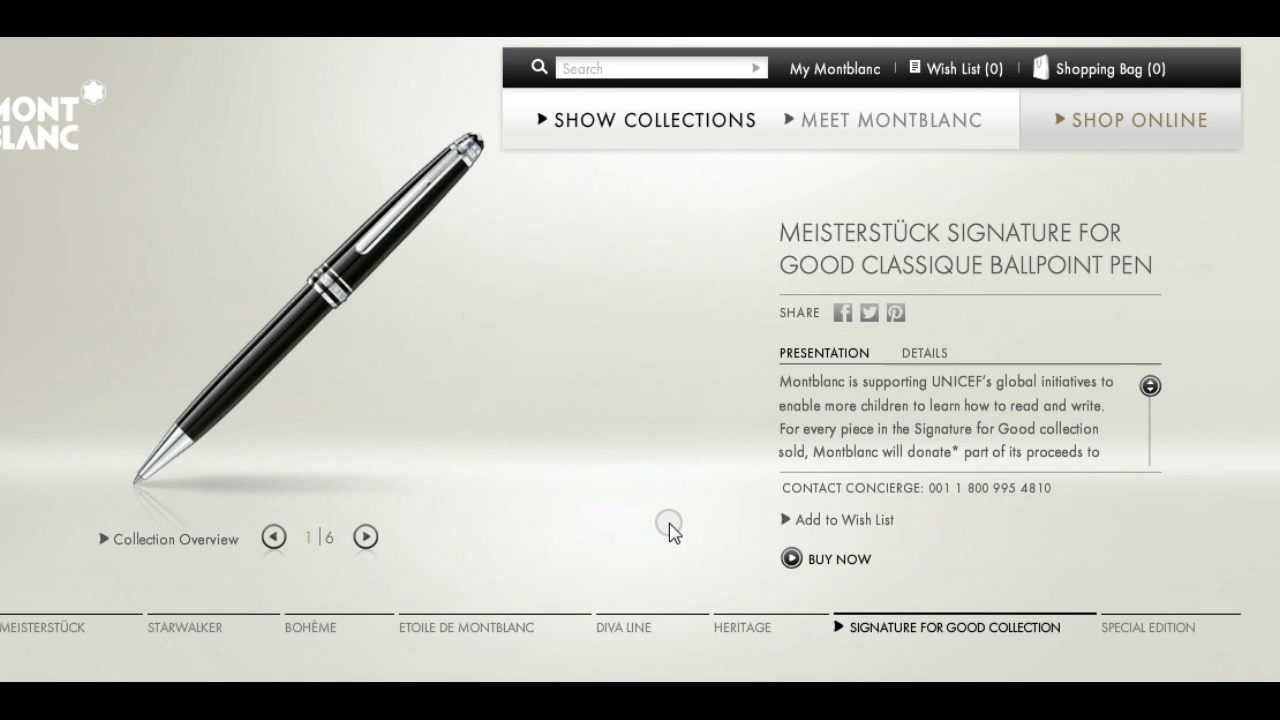 MONT
BLANC
Search
My Montblanc
Wish List (0)
Shopping Bag (0)
SHOW COLLECTIONS
MEET MONTBLANC
SHOP ONLINE
MEISTERSTÜCK SIGNATURE FOR
GOOD CLASSIQUE BALLPOINT PEN
SHARE
PRESENTATION
DETAILS
Montblanc is supporting UNICEF's global initiatives to
enable more children to learn how to read and write.
For every piece in the Signature for Good collection
sold, Montblanc will donate* part of its proceeds to
CONTACT CONCIERGE: 001 1 800 995 4810
Add to Wish List
BUY NOW
Collection Overview
1|6
MEISTERSTÜCK
STARWALKER
BOHÈME
ETOILE DE MONTBLANC
DIVA LINE
HERITAGE
SIGNATURE FOR GOOD COLLECTION
SPECIAL EDITION